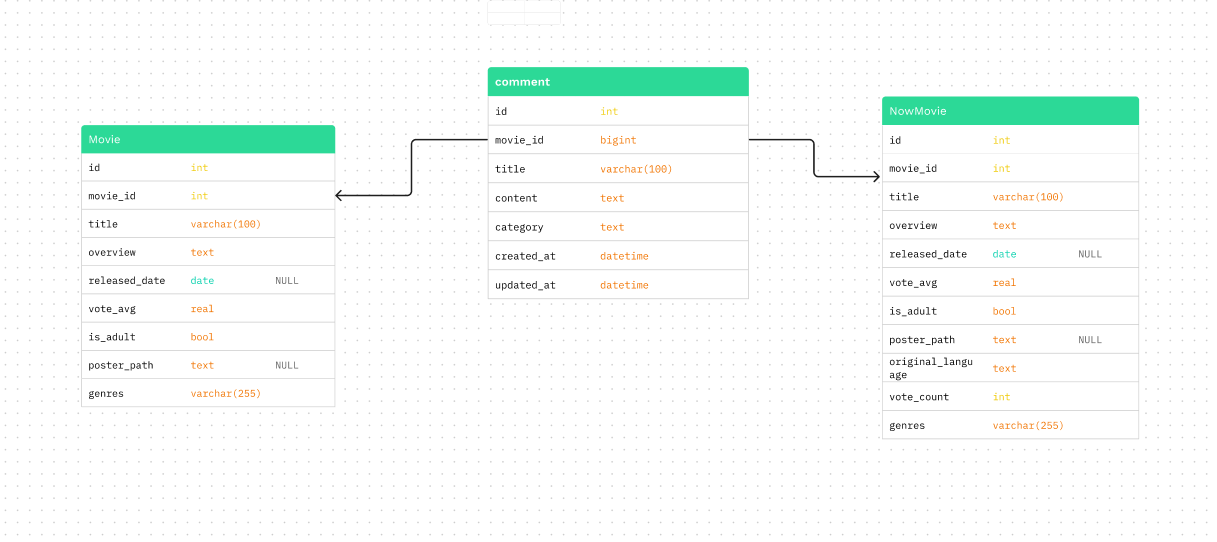 Movie
id int
movie_id int
title varchar(100)
overview text
released_date date NULL
vote_avg real
is_adult bool
poster_path text NULL
genres varchar(255)
comment
id int
movie_id bigint
title varchar(100)
content text
category text
created_at datetime
updated_at datetime
NowMovie
id int
movie_id int
title varchar(100)
overview text
released_date date NULL
vote_avg real
is_adult bool
poster_path text NULL
original_langu
age text
vote_count int
genres varchar(255)